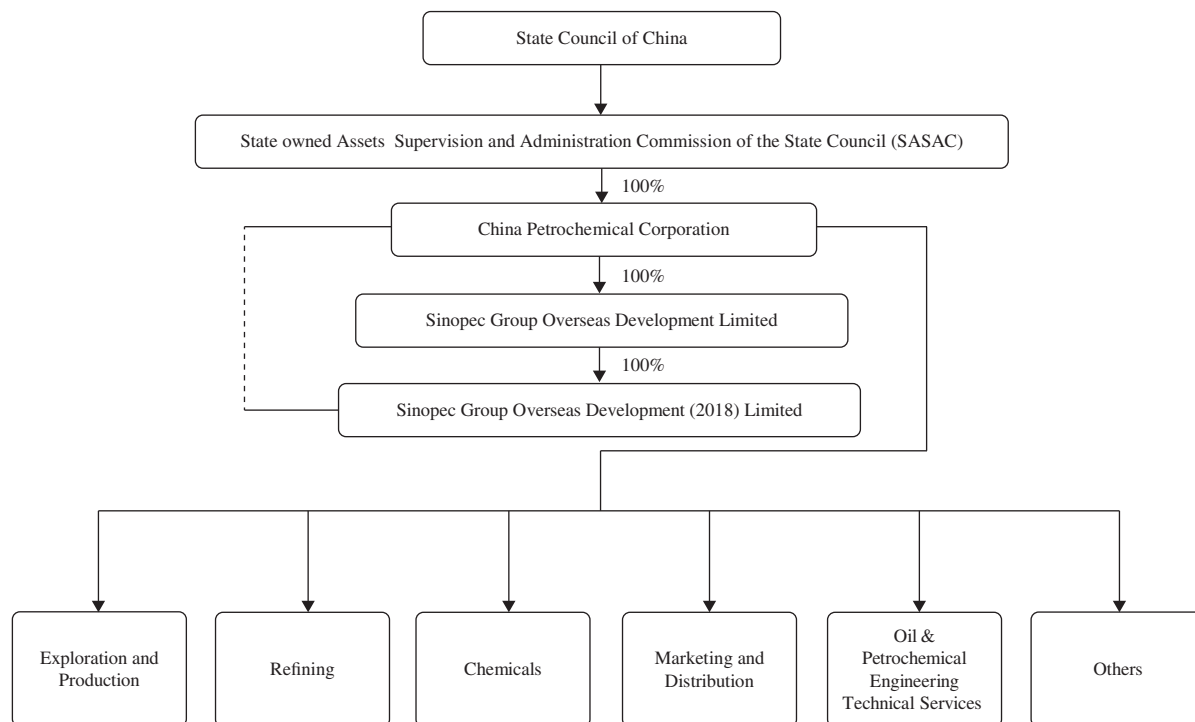 State Council of China
State owned Assets Supervision and Administration Commission of the State Council (SASAC)
100%
China Petrochemical Corporation
100%
Sinopec Group Overseas Development Limited
100%
Sinopec Group Overseas Development (2018) Limited
Exploration and
Production
Refining
Chemicals
Marketing and
Distribution
Oil &
Petrochemical
Engineering
Technical Services
Others